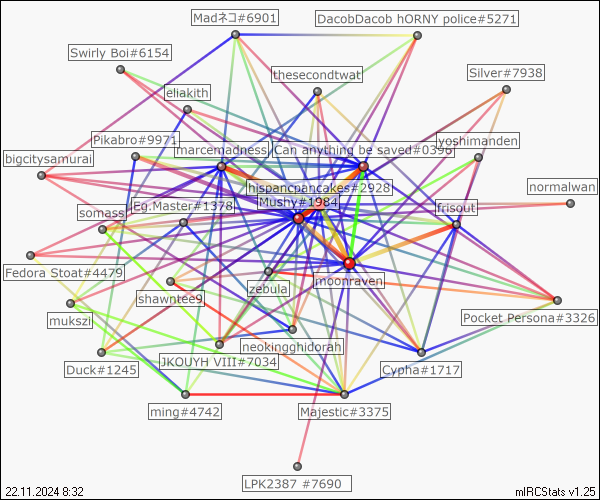 Madネコ#6901
DacobDacob hORNY police#5271
Swirly Boi#6154
thesecondtwat
Silver#7938
eliakith
Pikabro#9971
marcemadness
Can anything be saved#0396
yoshimanden
bigcitysamurai
hispancpancakes#2928
normalwan
Mushy#1984
Eg.Master#1378
frisout
somass
Fedora Stoat#4479
moonraven
zebula
shawntee9
mukszi
Pocket Persona#3326
neokingghidorah
JKOUYH VIII#7034
Duck#1245
Cypha#1717
ming#4742
Majestic#3375
LPK2387 #7690
22.11.2024 8:32
mIRCStats v1.25